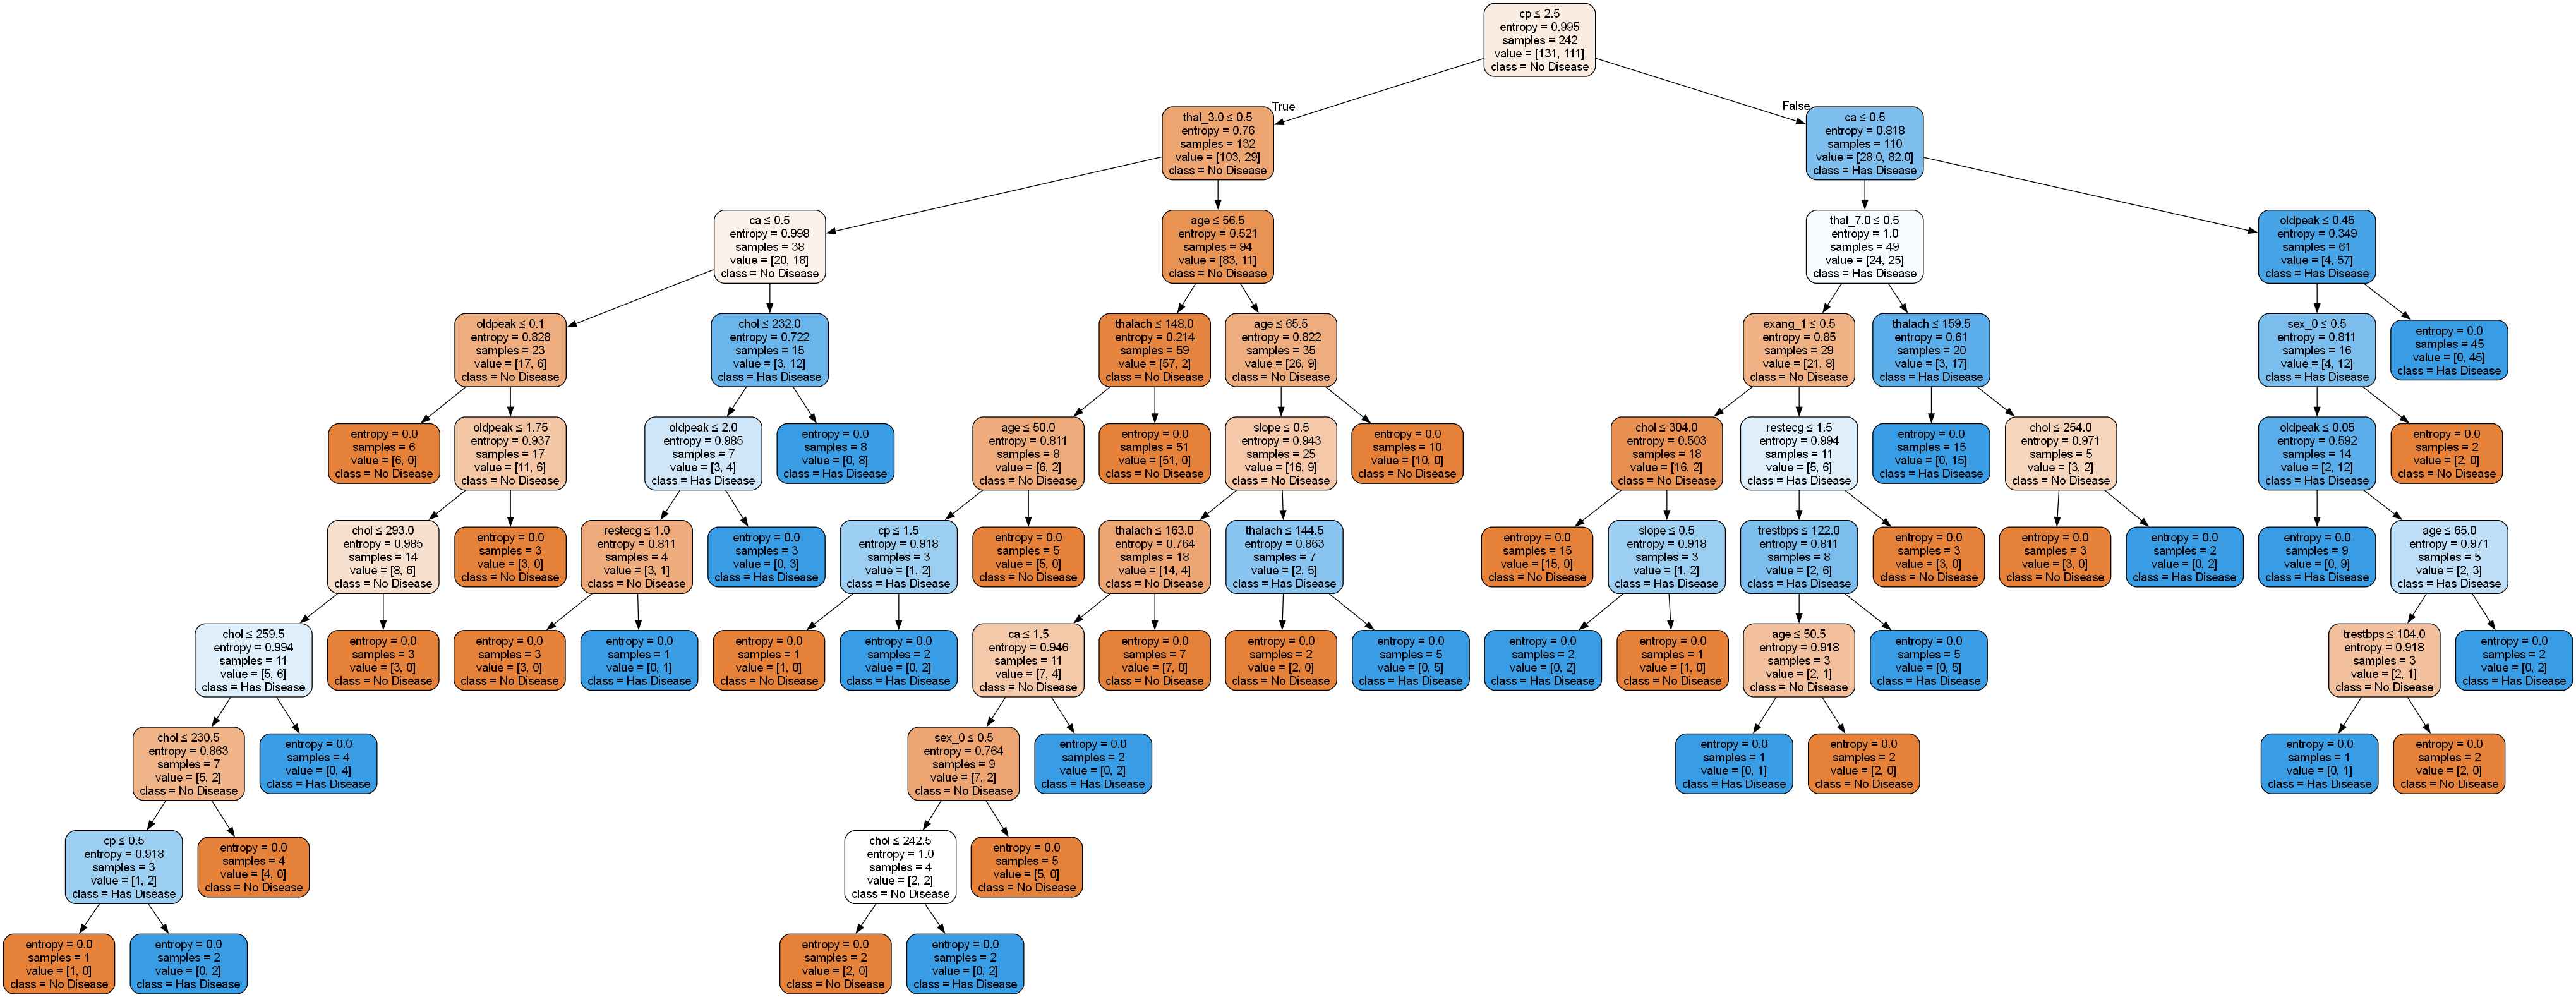 cp ≤ 2.5
entropy = 0.995
samples = 242
value = [131, 111]
class = No Disease
True
False
thal_3.0 ≤ 0.5
entropy = 0.76
samples = 132
value = [103, 29]
class = No Disease
ca ≤ 0.5
entropy = 0.818
samples = 110
value = [28.0, 82.0]
class = Has Disease
ca ≤ 0.5
entropy = 0.998
samples = 38
value = [20, 18]
class = No Disease
age ≤ 56.5
entropy = 0.521
samples = 94
value = [83, 11]
class = No Disease
thal_7.0 ≤ 0.5
entropy = 1.0
samples = 49
value = [24, 25]
class = Has Disease
oldpeak ≤ 0.45
entropy = 0.349
samples = 61
value = [4, 57]
class = Has Disease
oldpeak ≤ 0.1
entropy = 0.828
samples = 23
value = [17, 6]
class = No Disease
chol ≤ 232.0
entropy = 0.722
samples = 15
value = [3, 12]
class = Has Disease
thalach ≤ 148.0
entropy = 0.214
samples = 59
value = [57, 2]
class = No Disease
age ≤ 65.5
entropy = 0.822
samples = 35
value = [26, 9]
class = No Disease
exang_1 ≤ 0.5
entropy = 0.85
samples = 29
value = [21, 8]
class = No Disease
thalach ≤ 159.5
entropy = 0.61
samples = 20
value = [3, 17]
class = Has Disease
sex_0 ≤ 0.5
entropy = 0.811
samples = 16
value = [4, 12]
class = Has Disease
entropy = 0.0
samples = 45
value = [0, 45]
class = Has Disease
entropy = 0.0
samples = 6
value = [6, 0]
class = No Disease
oldpeak ≤ 1.75
entropy = 0.937
samples = 17
value = [11, 6]
class = No Disease
oldpeak ≤ 2.0
entropy = 0.985
samples = 7
value = [3, 4]
class = Has Disease
entropy = 0.0
samples = 8
value = [0, 8]
class = Has Disease
age ≤ 50.0
entropy = 0.811
samples = 8
value = [6, 2]
class = No Disease
entropy = 0.0
samples = 51
value = [51, 0]
class = No Disease
slope ≤ 0.5
entropy = 0.943
samples = 25
value = [16, 9]
class = No Disease
entropy = 0.0
samples = 10
value = [10, 0]
class = No Disease
chol ≤ 304.0
entropy = 0.503
samples = 18
value = [16, 2]
class = No Disease
restecg ≤ 1.5
entropy = 0.994
samples = 11
value = [5, 6]
class = Has Disease
entropy = 0.0
samples = 15
value = [0, 15]
class = Has Disease
chol ≤ 254.0
entropy = 0.971
samples = 5
value = [3, 2]
class = No Disease
oldpeak ≤ 0.05
entropy = 0.592
samples = 14
value = [2, 12]
class = Has Disease
entropy = 0.0
samples = 2
value = [2, 0]
class = No Disease
chol ≤ 293.0
entropy = 0.985
samples = 14
value = [8, 6]
class = No Disease
entropy = 0.0
samples = 3
value = [3, 0]
class = No Disease
restecg ≤ 1.0
entropy = 0.811
samples = 4
value = [3, 1]
class = No Disease
entropy = 0.0
samples = 3
value = [0, 3]
class = Has Disease
cp ≤ 1.5
entropy = 0.918
samples = 3
value = [1, 2]
class = Has Disease
entropy = 0.0
samples = 5
value = [5, 0]
class = No Disease
thalach ≤ 163.0
entropy = 0.764
samples = 18
value = [14, 4]
class = No Disease
thalach ≤ 144.5
entropy = 0.863
samples = 7
value = [2, 5]
class = Has Disease
entropy = 0.0
samples = 15
value = [15, 0]
class = No Disease
slope ≤ 0.5
entropy = 0.918
samples = 3
value = [1, 2]
class = Has Disease
trestbps ≤ 122.0
entropy = 0.811
samples = 8
value = [2, 6]
class = Has Disease
entropy = 0.0
samples = 3
value = [3, 0]
class = No Disease
entropy = 0.0
samples = 3
value = [3, 0]
class = No Disease
entropy = 0.0
samples = 2
value = [0, 2]
class = Has Disease
entropy = 0.0
samples = 9
value = [0, 9]
class = Has Disease
age ≤ 65.0
entropy = 0.971
samples = 5
value = [2, 3]
class = Has Disease
chol ≤ 259.5
entropy = 0.994
samples = 11
value = [5, 6]
class = Has Disease
entropy = 0.0
samples = 3
value = [3, 0]
class = No Disease
entropy = 0.0
samples = 3
value = [3, 0]
class = No Disease
entropy = 0.0
samples = 1
value = [0, 1]
class = Has Disease
entropy = 0.0
samples = 1
value = [1, 0]
class = No Disease
entropy = 0.0
samples = 2
value = [0, 2]
class = Has Disease
ca ≤ 1.5
entropy = 0.946
samples = 11
value = [7, 4]
class = No Disease
entropy = 0.0
samples = 7
value = [7, 0]
class = No Disease
entropy = 0.0
samples = 2
value = [2, 0]
class = No Disease
entropy = 0.0
samples = 5
value = [0, 5]
class = Has Disease
entropy = 0.0
samples = 2
value = [0, 2]
class = Has Disease
entropy = 0.0
samples = 1
value = [1, 0]
class = No Disease
age ≤ 50.5
entropy = 0.918
samples = 3
value = [2, 1]
class = No Disease
entropy = 0.0
samples = 5
value = [0, 5]
class = Has Disease
trestbps ≤ 104.0
entropy = 0.918
samples = 3
value = [2, 1]
class = No Disease
entropy = 0.0
samples = 2
value = [0, 2]
class = Has Disease
chol ≤ 230.5
entropy = 0.863
samples = 7
value = [5, 2]
class = No Disease
entropy = 0.0
samples = 4
value = [0, 4]
class = Has Disease
sex_0 ≤ 0.5
entropy = 0.764
samples = 9
value = [7, 2]
class = No Disease
entropy = 0.0
samples = 2
value = [0, 2]
class = Has Disease
entropy = 0.0
samples = 1
value = [0, 1]
class = Has Disease
entropy = 0.0
samples = 2
value = [2, 0]
class = No Disease
entropy = 0.0
samples = 1
value = [0, 1]
class = Has Disease
entropy = 0.0
samples = 2
value = [2, 0]
class = No Disease
cp ≤ 0.5
entropy = 0.918
samples = 3
value = [1, 2]
class = Has Disease
entropy = 0.0
samples = 4
value = [4, 0]
class = No Disease
chol ≤ 242.5
entropy = 1.0
samples = 4
value = [2, 2]
class = No Disease
entropy = 0.0
samples = 5
value = [5, 0]
class = No Disease
entropy = 0.0
samples = 1
value = [1, 0]
class = No Disease
entropy = 0.0
samples = 2
value = [0, 2]
class = Has Disease
entropy = 0.0
samples = 2
value = [2, 0]
class = No Disease
entropy = 0.0
samples = 2
value = [0, 2]
class = Has Disease